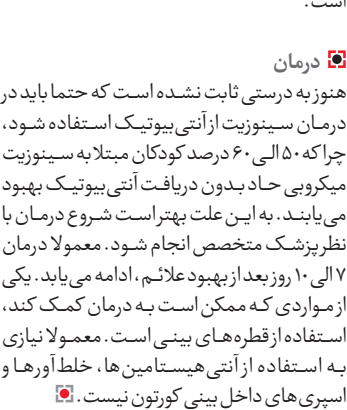 است.
درمان
هنوز به درستی ثابت نشده است که حتما باید در
درمان سینوزیت از آنتی‌بیوتیک استفاده شود،
چرا که ۵۰ الی ۶۰ درصد کودکان مبتلا به سینوزیت
میکروبی حاد بدون دریافت آنتی‌بیوتیک بهبود
می‌یابند. به این علت بهتر است شروع درمان با
نظر پزشک متخصص انجام شود. معمولا درمان
۷ الی ۱۰ روز بعد از بهبود علائم، ادامه می‌یابد. یکی
از مواردی که ممکن است به درمان کمک کند،
استفاده از قطره‌های بینی است. معمولا نیازی
به استفاده از آنتی‌هیستامین‌ها، خلط‌آورها و
اسپری‌های داخل بینی کورتون نیست.